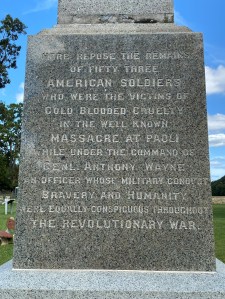 HERE REPOSE THE REMAINS
OF FIFTY THREE
AMERICAN SOLDIERS
WHO WERE THE VICTIMS OF
COLD BLOODED CRUELTY
IN THE WELL KNOWN
MASSACRE AT PAOLI
WHILE UNDER THE COMMAND OF
GENL. ANTHONY WAYNE
AN OFFICER WHOSE MILITARY CONDUCT
BRAVERY AND HUMANITY
WERE EQUALLY CONSPICUOUS THROUGHOUT
THE REVOLUTIONARY WAR.